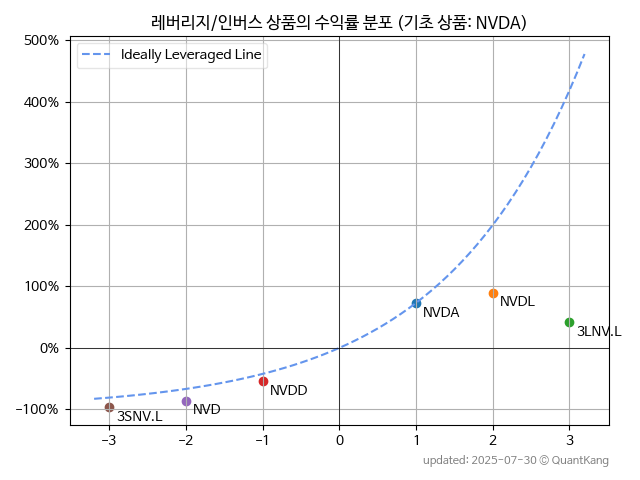 레버리지/인버스 상품의 수익률 분포 (기초 상품: NVDA)
500%
Ideally Leveraged Line
400%
300%
200%
100%
NVDL
NVDA
3LNV.L
0%
NVDD
−100%
3SNV.L
NVD
−3 −2 −1 0 1 2 3
updated: 2025-07-30 © QuantKang